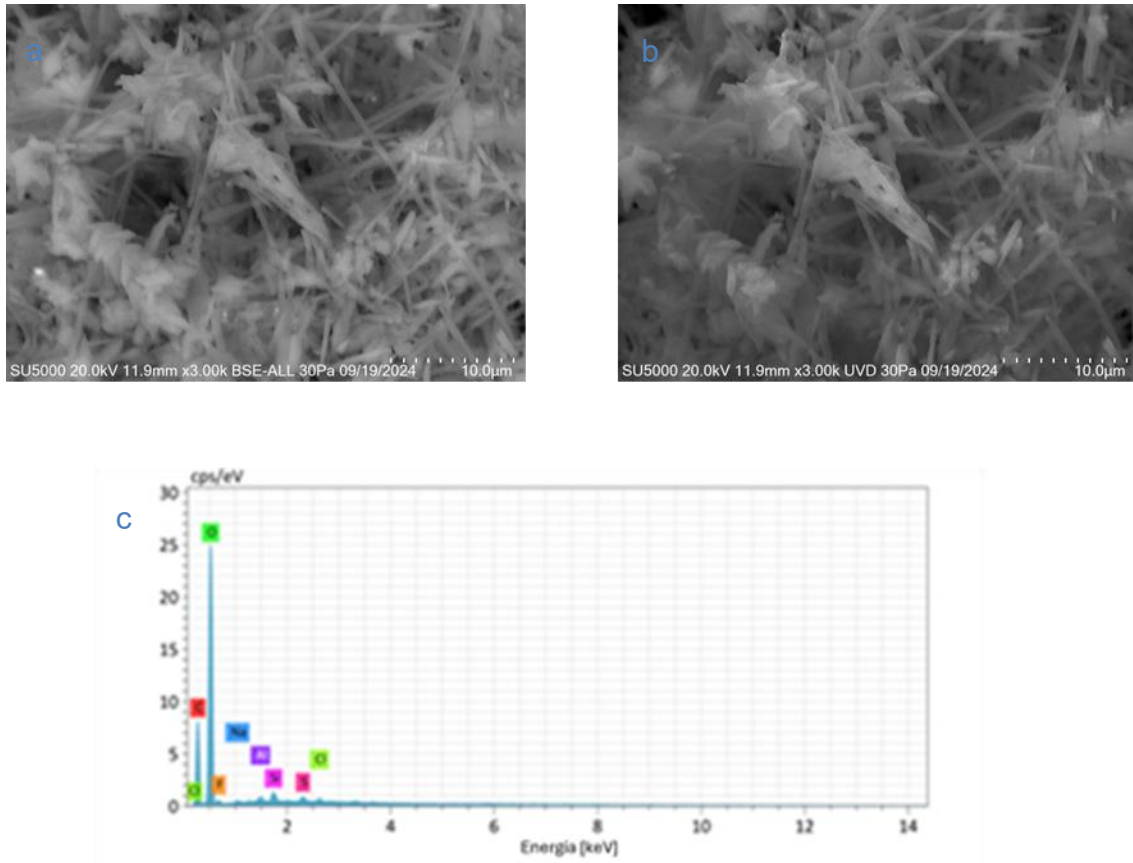 a
b
SU5000 20.0kV 11.9mm x3.00k BSE-ALL 30Pa 09/19/2024 10.0µm
SU5000 20.0kV 11.9mm x3.00k UVD 30Pa 09/19/2024 10.0µm
c
cps/eV
30
25
20
15
10
5
0
O
C
Na
Al
Cl
F
Si
S
Cl
2 4 6 8 10 12 14
Energía [keV]